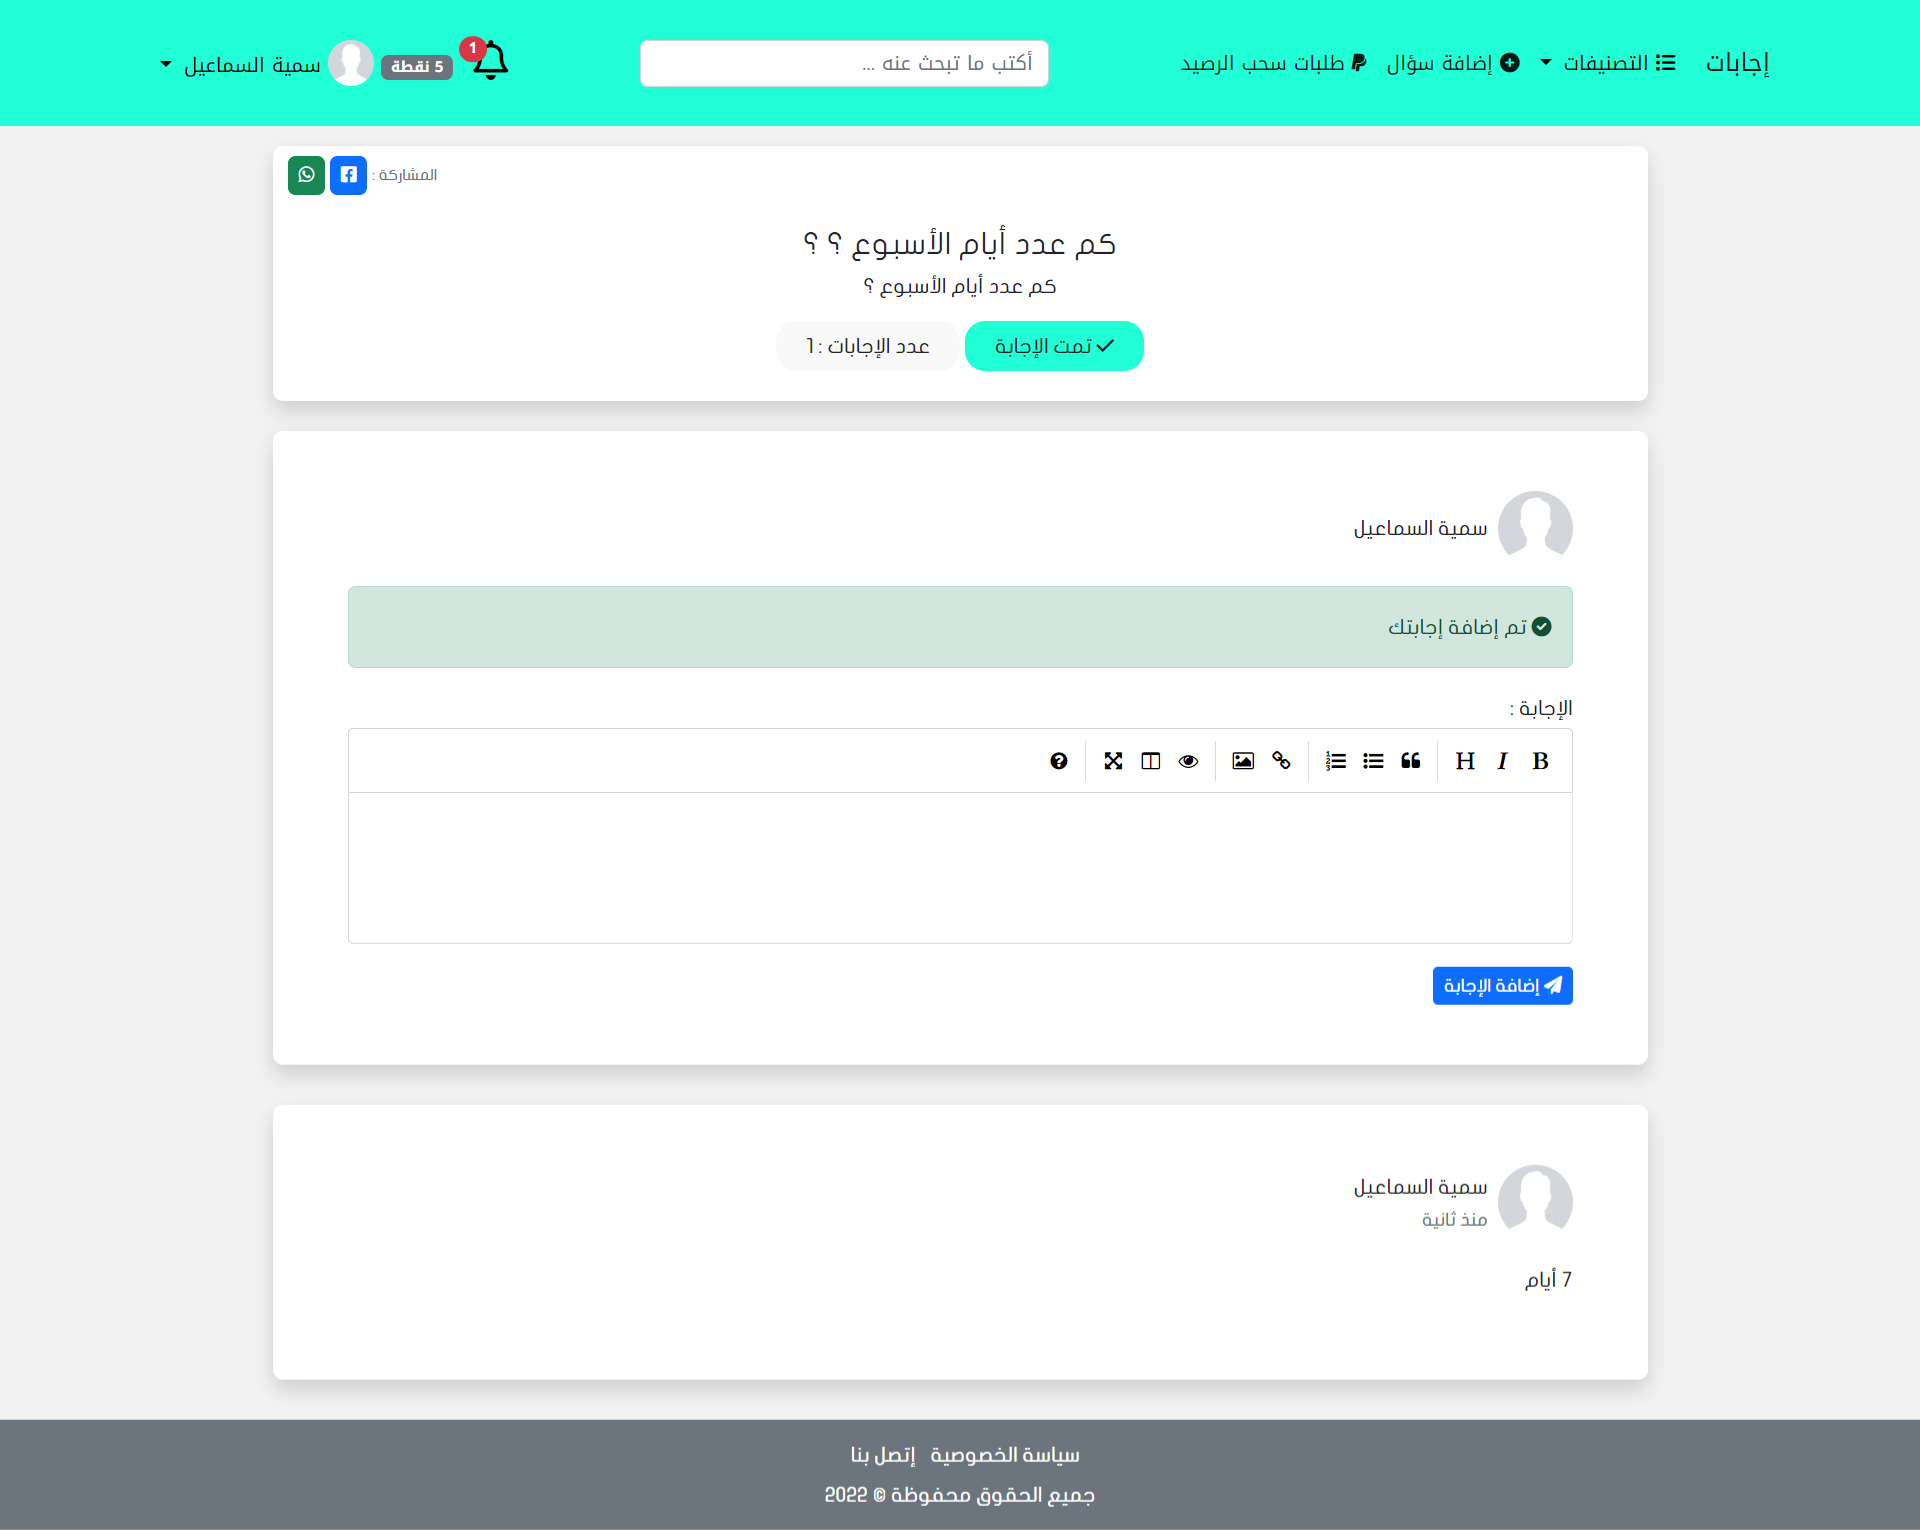 إجابات
التصنيفات
إضافة سؤال
طلبات سحب الرصيد
أكتب ما تبحث عنه ...
1
5 نقطة
سمية السماعيل
المشاركة :
كم عدد أيام الأسبوع ؟ ؟
كم عدد أيام الأسبوع ؟
تمت الإجابة
عدد الإجابات : 1
سمية السماعيل
تم إضافة إجابتك
الإجابة :
B I H
إضافة الإجابة
سمية السماعيل
منذ ثانية
7 أيام
سياسة الخصوصية إتصل بنا
جميع الحقوق محفوظة © 2022